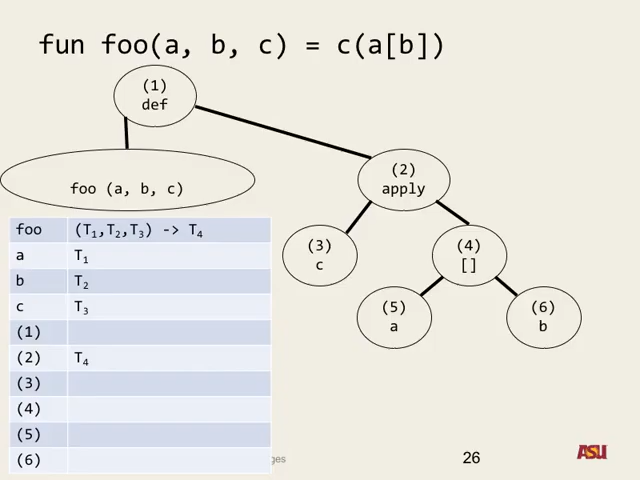 fun foo(a, b, c) = c(a[b])
(1)
def
foo (a, b, c)
(2)
apply
(3)
c
(4)
[]
(5)
a
(6)
b
foo (T₁,T₂,T₃) -> T₄
a T₁
b T₂
c T₃
(1)
(2) T₄
(3)
(4)
(5)
(6)
ges
26
ASU